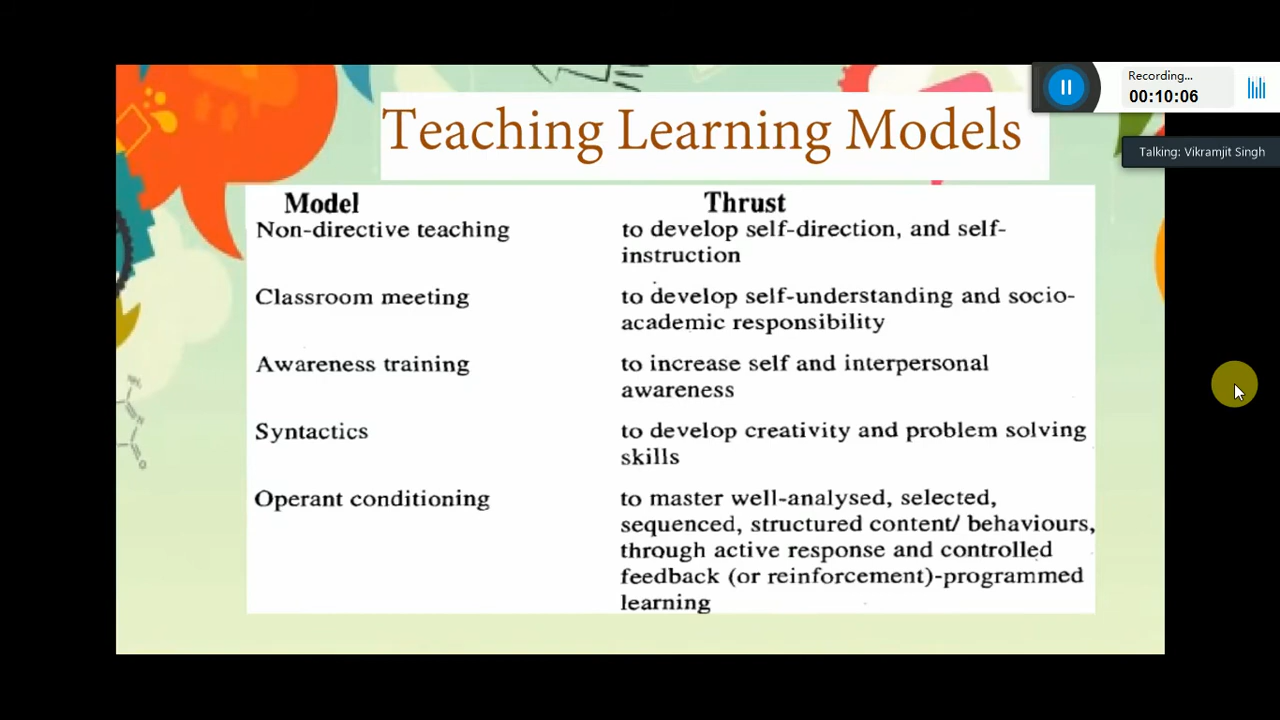 Recording...
00:10:06
Talking: Vikramjit Singh
Teaching Learning Models
Model Thrust
Non-directive teaching to develop self-direction, and self-
instruction
Classroom meeting to develop self-understanding and socio-
academic responsibility
Awareness training to increase self and interpersonal
awareness
Syntactics to develop creativity and problem solving
skills
Operant conditioning to master well-analysed, selected,
sequenced, structured content/ behaviours,
through active response and controlled
feedback (or reinforcement)-programmed
learning